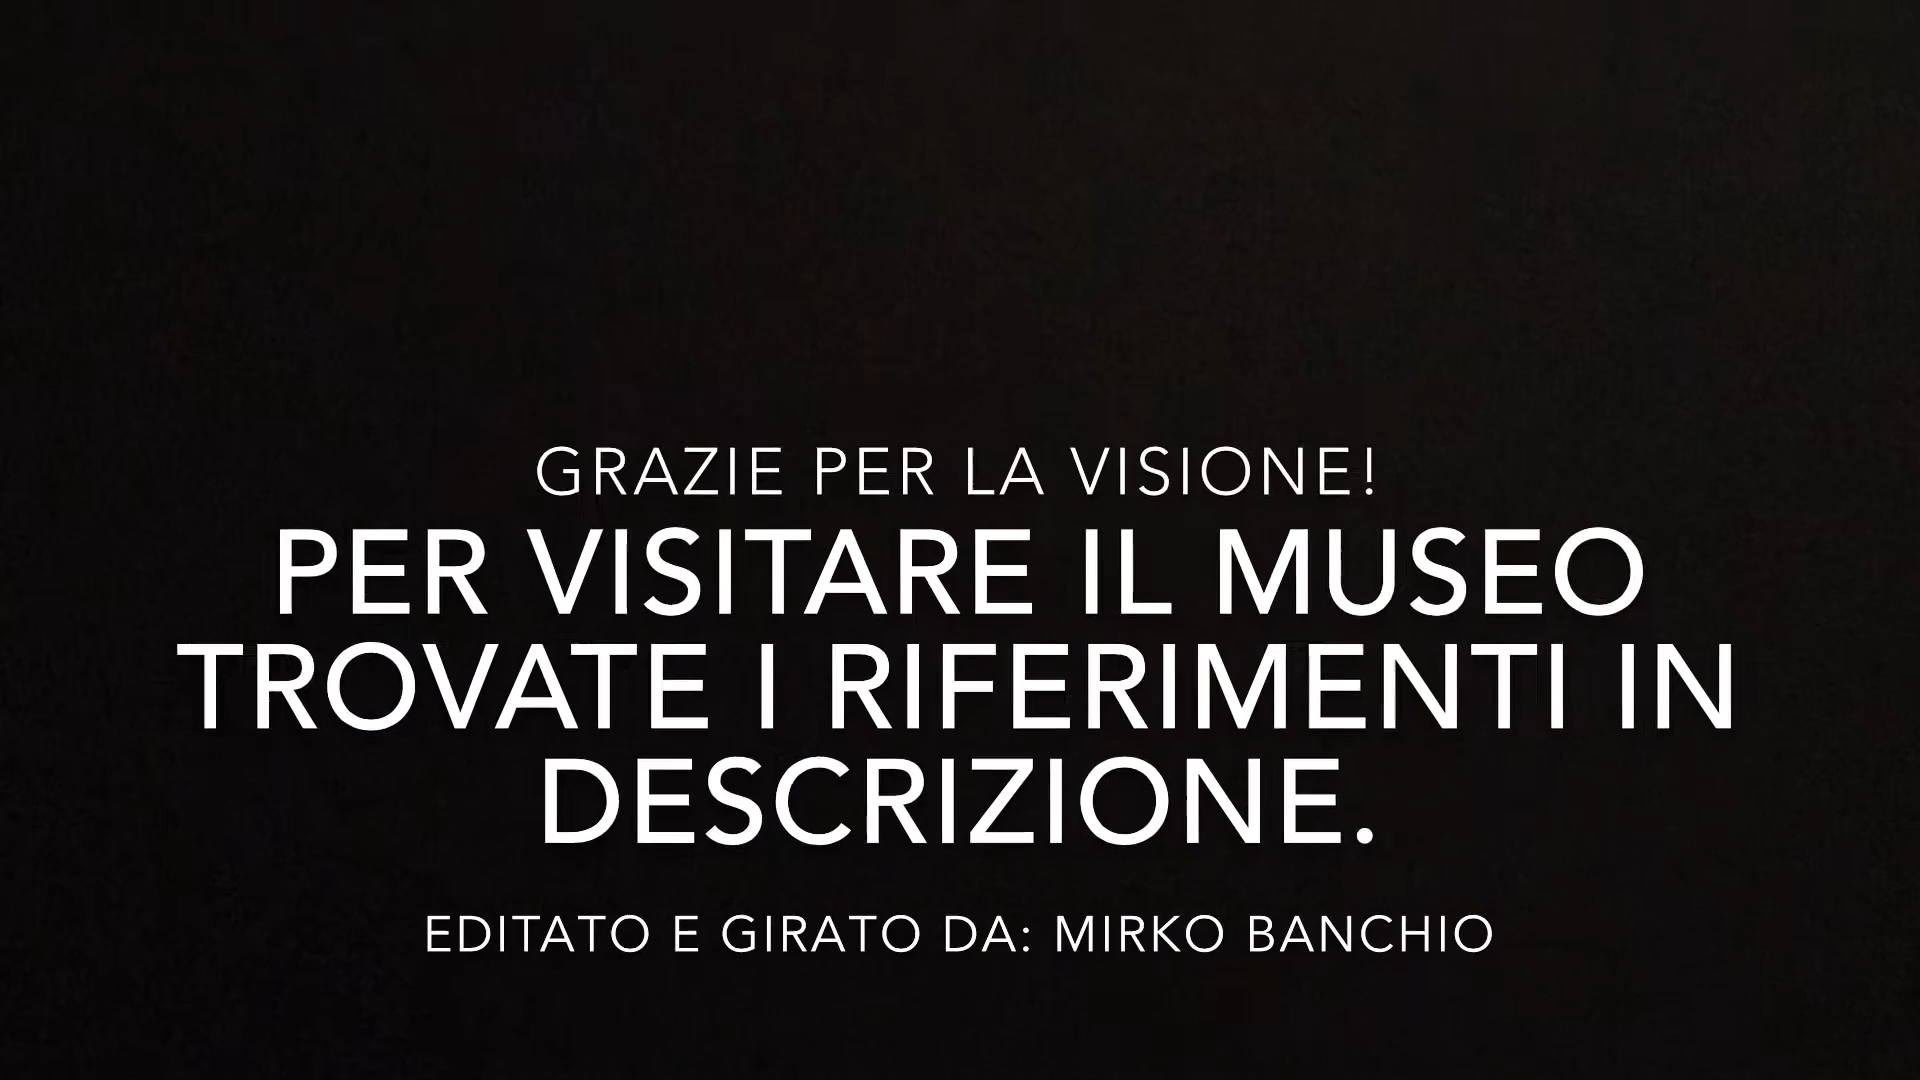 GRAZIE PER LA VISIONE!
PER VISITARE IL MUSEO
TROVATE I RIFERIMENTI IN
DESCRIZIONE.
EDITATO E GIRATO DA: MIRKO BANCHIO